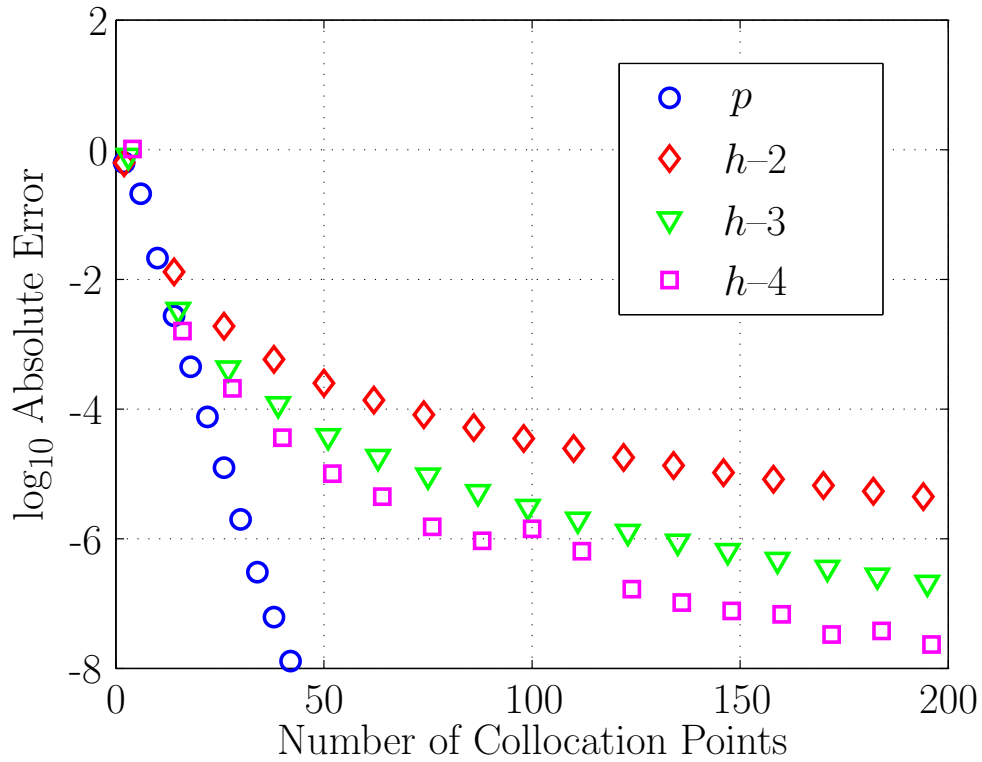 2
0
-2
-4
-6
-8
0 50 100 150 200
log10 Absolute Error
Number of Collocation Points
p
h–2
h–3
h–4